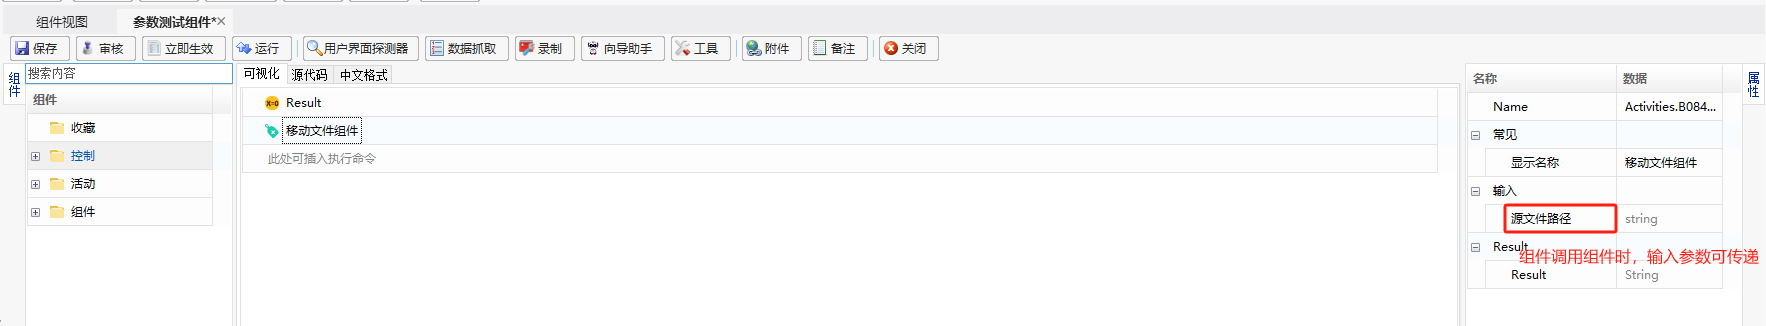 组件视图 参数测试组件*×
保存 审核 立即生效 运行 用户界面探测器 数据抓取 录制 向导助手 工具 附件 备注 关闭
组件
搜索内容
组件
收藏
控制
活动
组件
可视化 源代码 中文格式
Result
移动文件组件
此处可插入执行命令
名称 数据
Name Activities.B084...
常见
显示名称 移动文件组件
输入
源文件路径 string
Result
组件调用组件时，输入参数可传递
Result String
属性